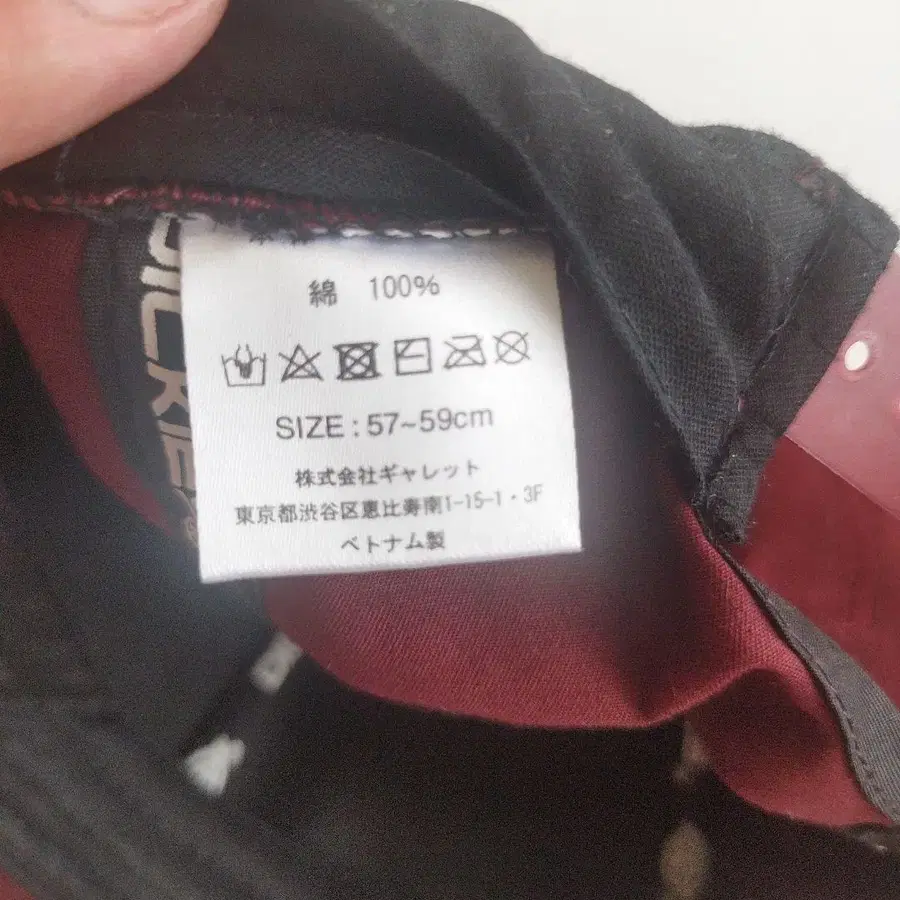 綿 100%
SIZE : 57~59cm
株式会社ギャレット
東京都渋谷区恵比寿南1-15-1・3F
ベトナム製